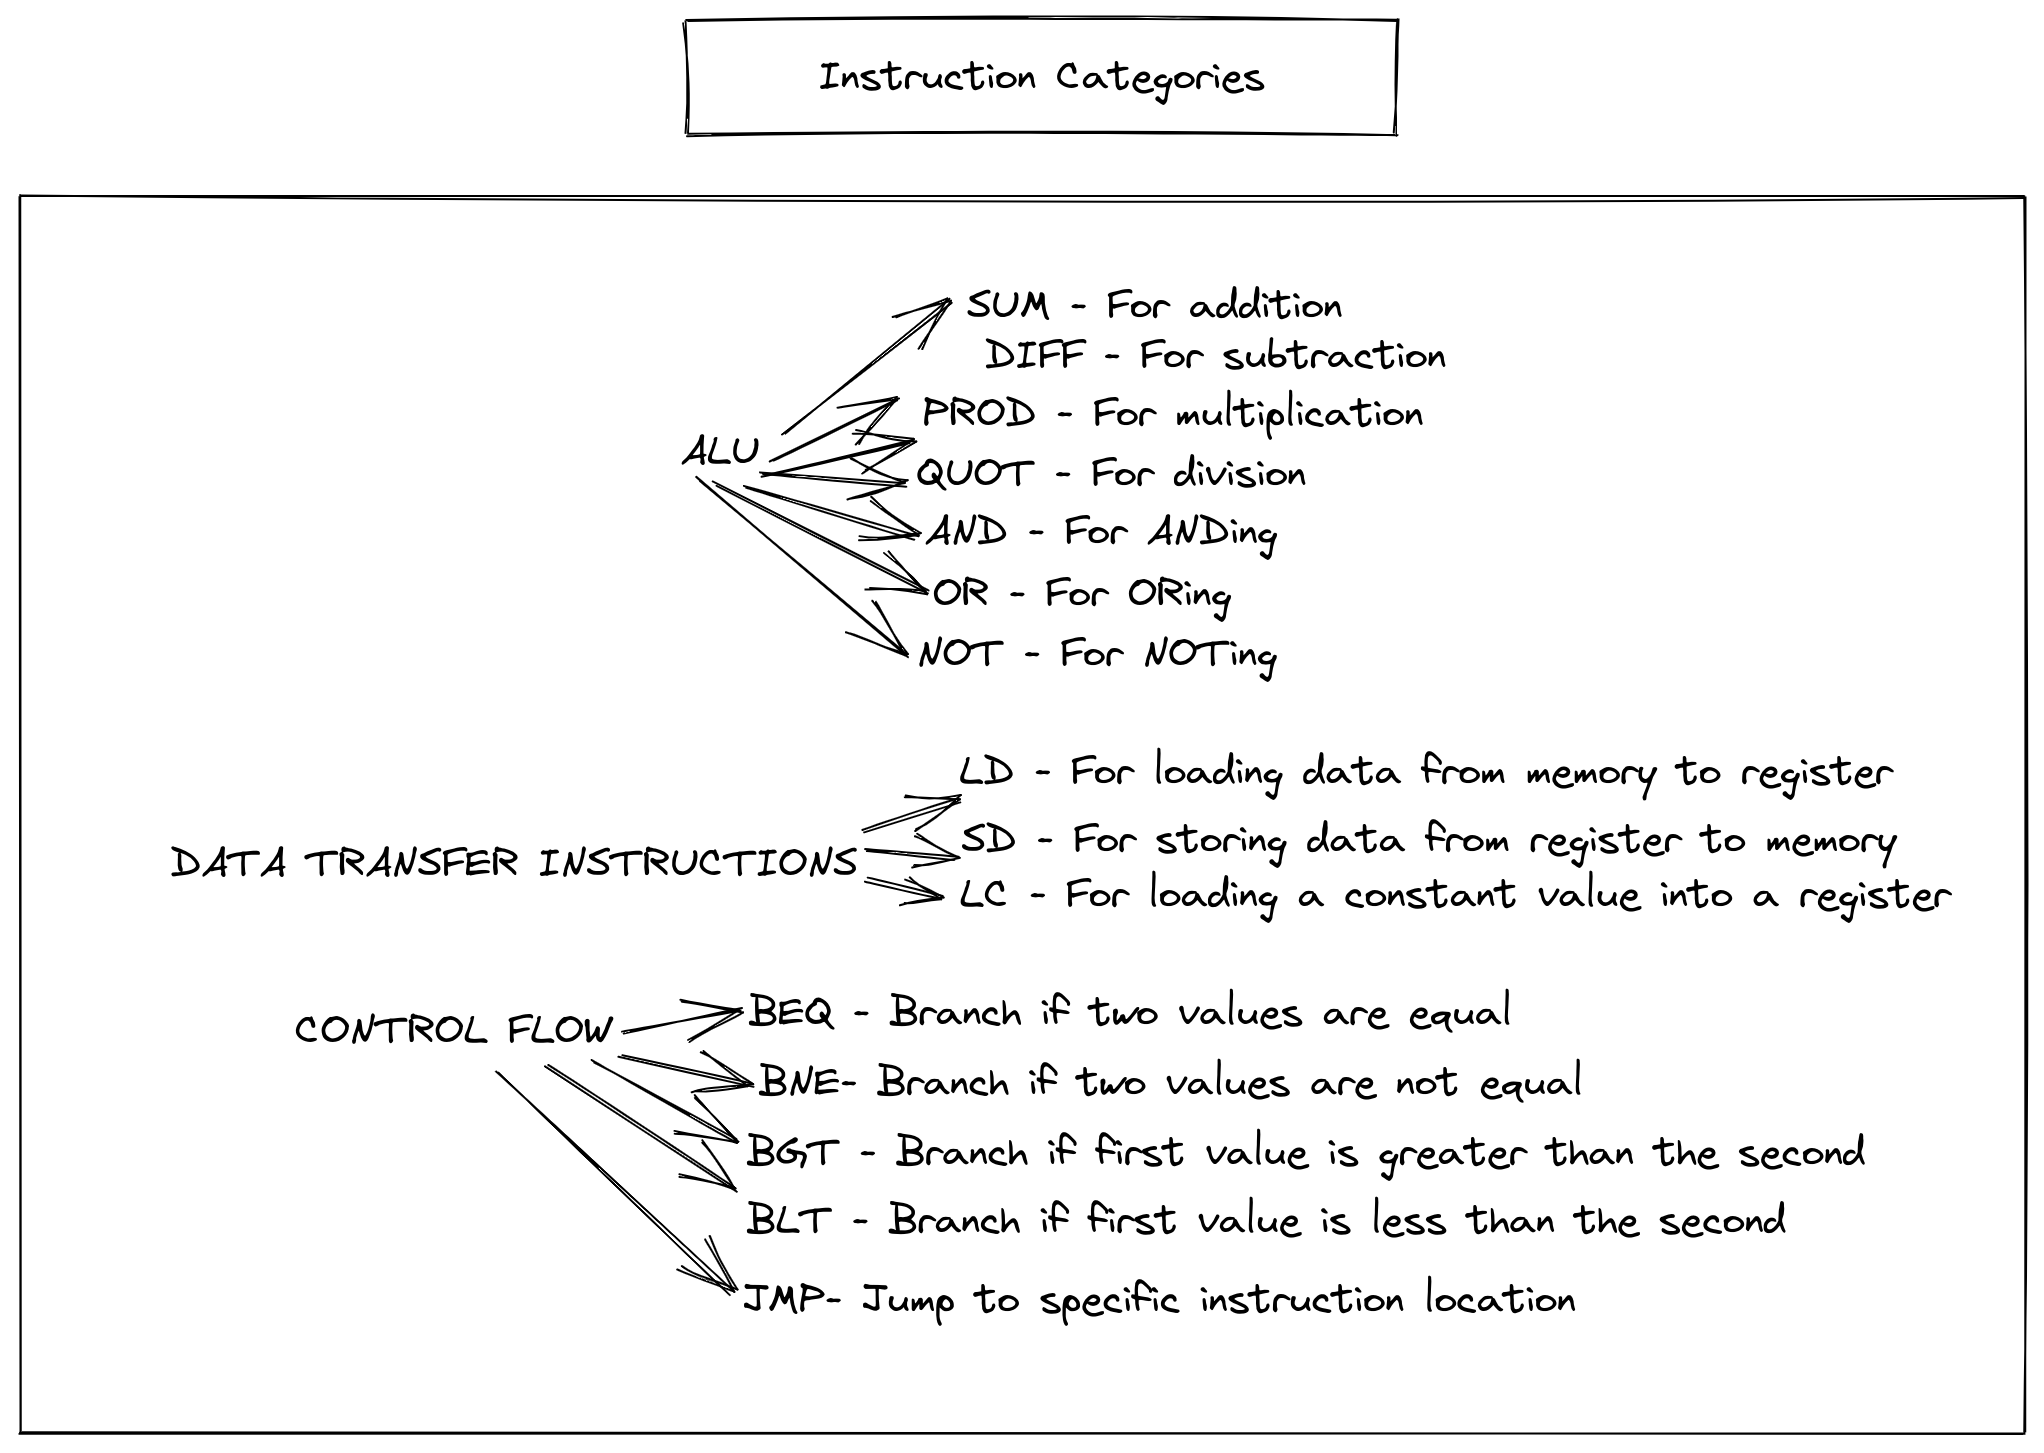 Instruction Categories
SUM - For addition
DIFF - For subtraction
PROD - For multiplication
ALU
QUOT - For division
AND - For ANDing
OR - For ORing
NOT - For NOTing
LD - For loading data from memory to register
SD - For storing data from register to memory
DATA TRANSFER INSTRUCTIONS
LC - For loading a constant value into a register
CONTROL FLOW
BEQ - Branch if two values are equal
BNE- Branch if two values are not equal
BGT - Branch if first value is greater than the second
BLT - Branch if first value is less than the second
JMP- Jump to specific instruction location